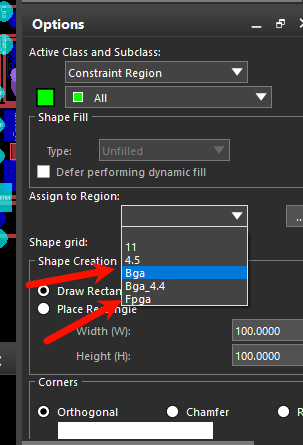 Options
Active Class and Subclass:
Constraint Region
All
Shape Fill
Type: Unfilled
Defer performing dynamic fill
Assign to Region:
..
Shape grid:
11
4.5
Bga
Bga_4.4
Fpga
Shape Creation
Draw Rectan
Place Rectangle
Width (W): 100.0000
Height (H): 100.0000
Corners
Orthogonal Chamfer R